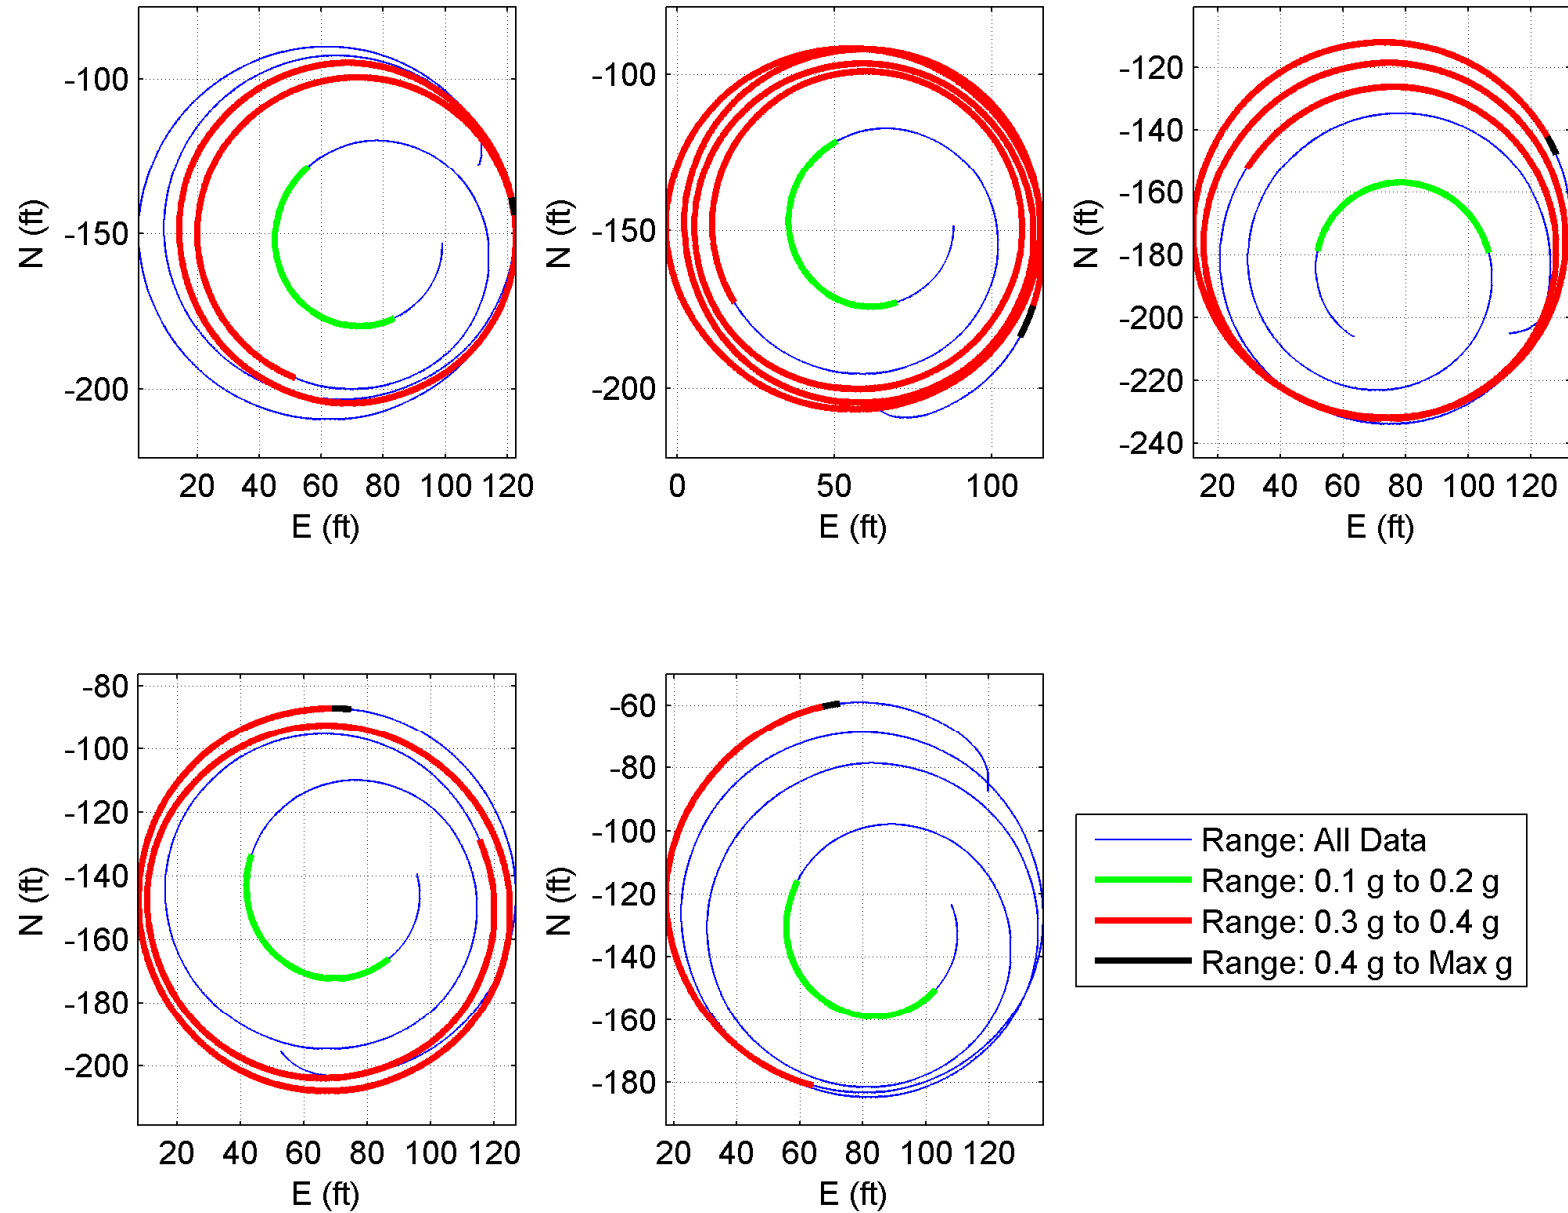 -100
-150
-200
N (ft)
20 40 60 80 100 120
E (ft)
-100
-150
-200
N (ft)
0 50 100
E (ft)
-120
-140
-160
-180
-200
-220
-240
N (ft)
20 40 60 80 100 120
E (ft)
-80
-100
-120
-140
-160
-180
-200
N (ft)
20 40 60 80 100 120
E (ft)
-60
-80
-100
-120
-140
-160
-180
N (ft)
20 40 60 80 100 120
E (ft)
Range: All Data
Range: 0.1 g to 0.2 g
Range: 0.3 g to 0.4 g
Range: 0.4 g to Max g